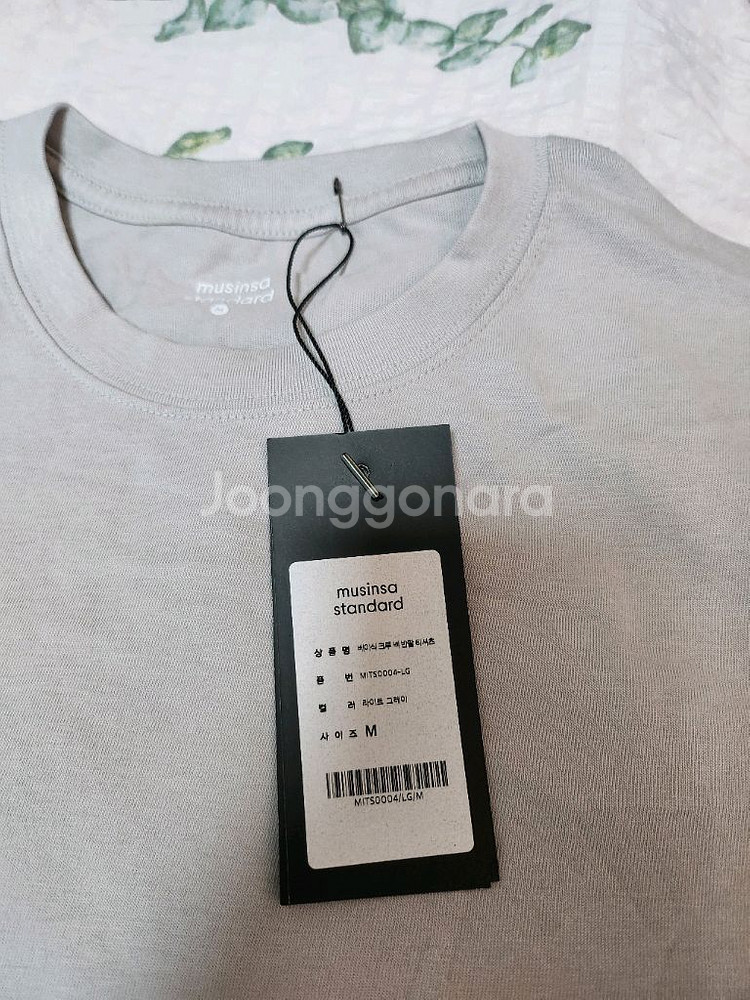 musinsa
standard
M
Joonggonara
musinsa
standard
상 품 명 베이식 크루 넥 반팔 티셔츠
품 번 MITS0004-LG
컬 러 라이트 그레이
사 이 즈 M
MITS0004/LG/M